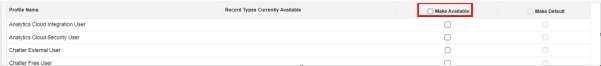 Profile Name Record Types Currently Available Make Available Make Default
Analytics Cloud Integration User
Analytics Cloud Security User
Chatter External User
Chatter Free User